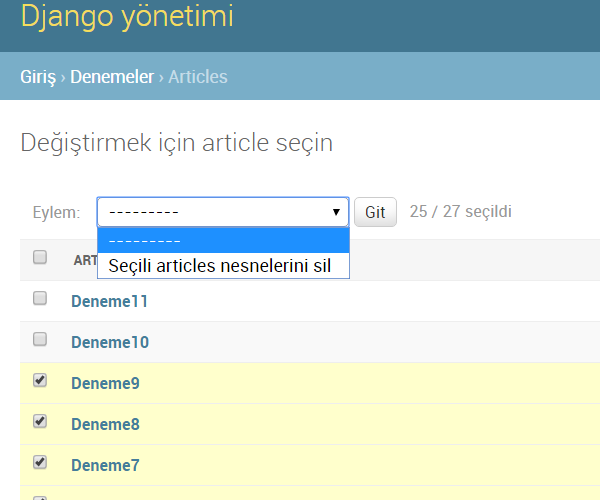 Django yönetimi
Giriş › Denemeler › Articles
Değiştirmek için article seçin
Eylem: --------- Git 25 / 27 seçildi
---------
ART
Seçili articles nesnelerini sil
Deneme11
Deneme10
Deneme9
Deneme8
Deneme7